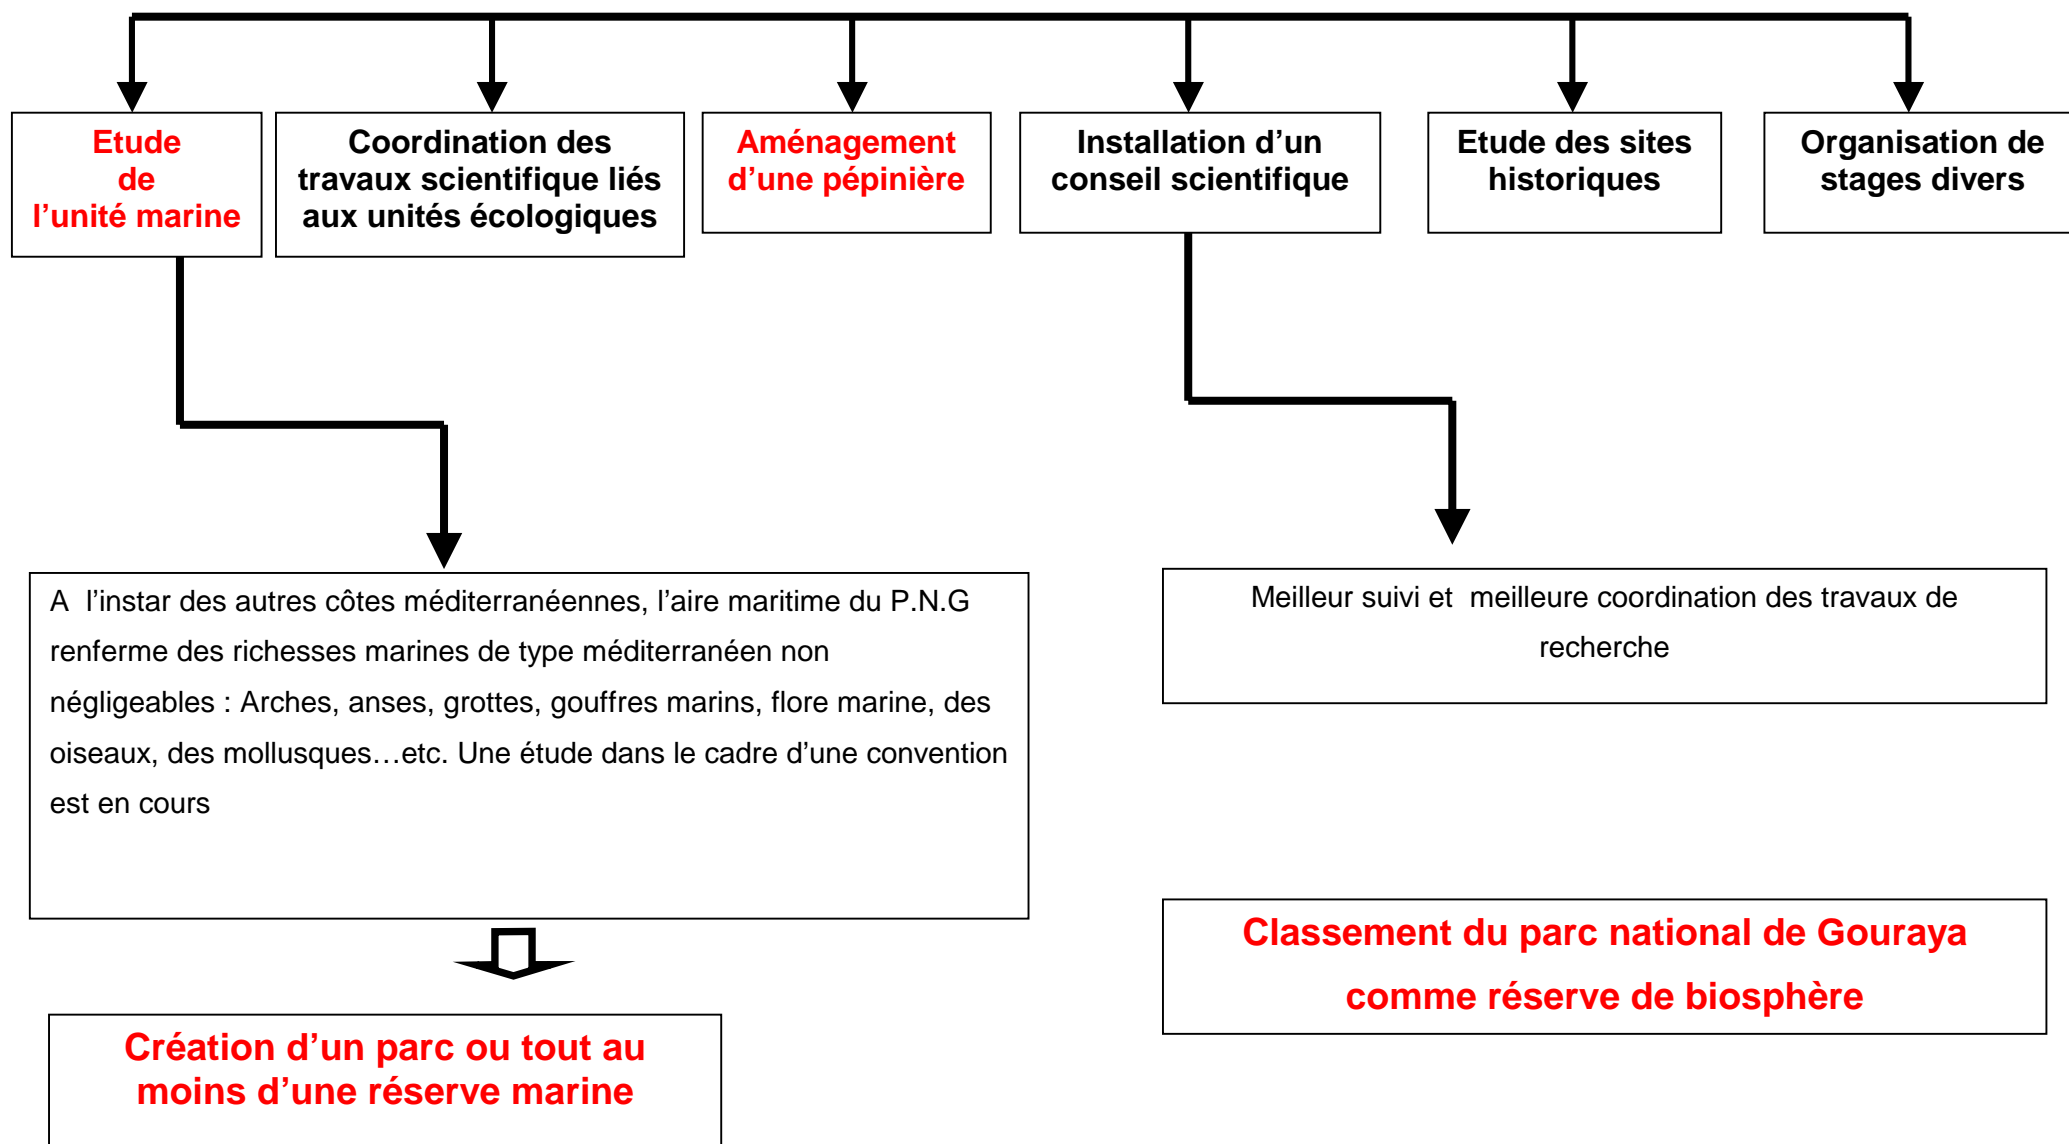 Etude
de
l’unité marine
Coordination des
travaux scientifique liés
aux unités écologiques
Aménagement
d’une pépinière
Installation d’un
conseil scientifique
Etude des sites
historiques
Organisation de
stages divers
A l’instar des autres côtes méditerranéennes, l’aire maritime du P.N.G
renferme des richesses marines de type méditerranéen non
négligeables : Arches, anses, grottes, gouffres marins, flore marine, des
oiseaux, des mollusques…etc. Une étude dans le cadre d’une convention
est en cours
Meilleur suivi et meilleure coordination des travaux de
recherche
Classement du parc national de Gouraya
comme réserve de biosphère
Création d’un parc ou tout au
moins d’une réserve marine